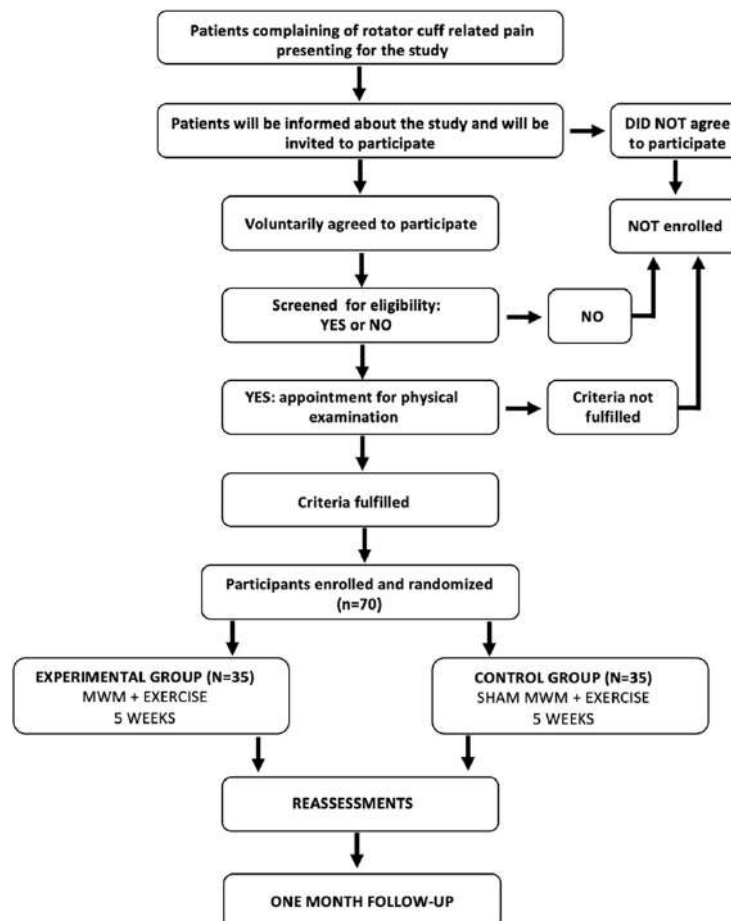 Patients complaining of rotator cuff related pain
presenting for the study
Patients will be informed about the study and will be
invited to participate
DID NOT agree
to participate
Voluntarily agreed to participate
NOT enrolled
Screened for eligibility:
YES or NO
NO
YES: appointment for physical
examination
Criteria not
fulfilled
Criteria fulfilled
Participants enrolled and randomized
(n=70)
EXPERIMENTAL GROUP (N=35)
MWM + EXERCISE
5 WEEKS
CONTROL GROUP (N=35)
SHAM MWM + EXERCISE
5 WEEKS
REASSESSMENTS
ONE MONTH FOLLOW-UP